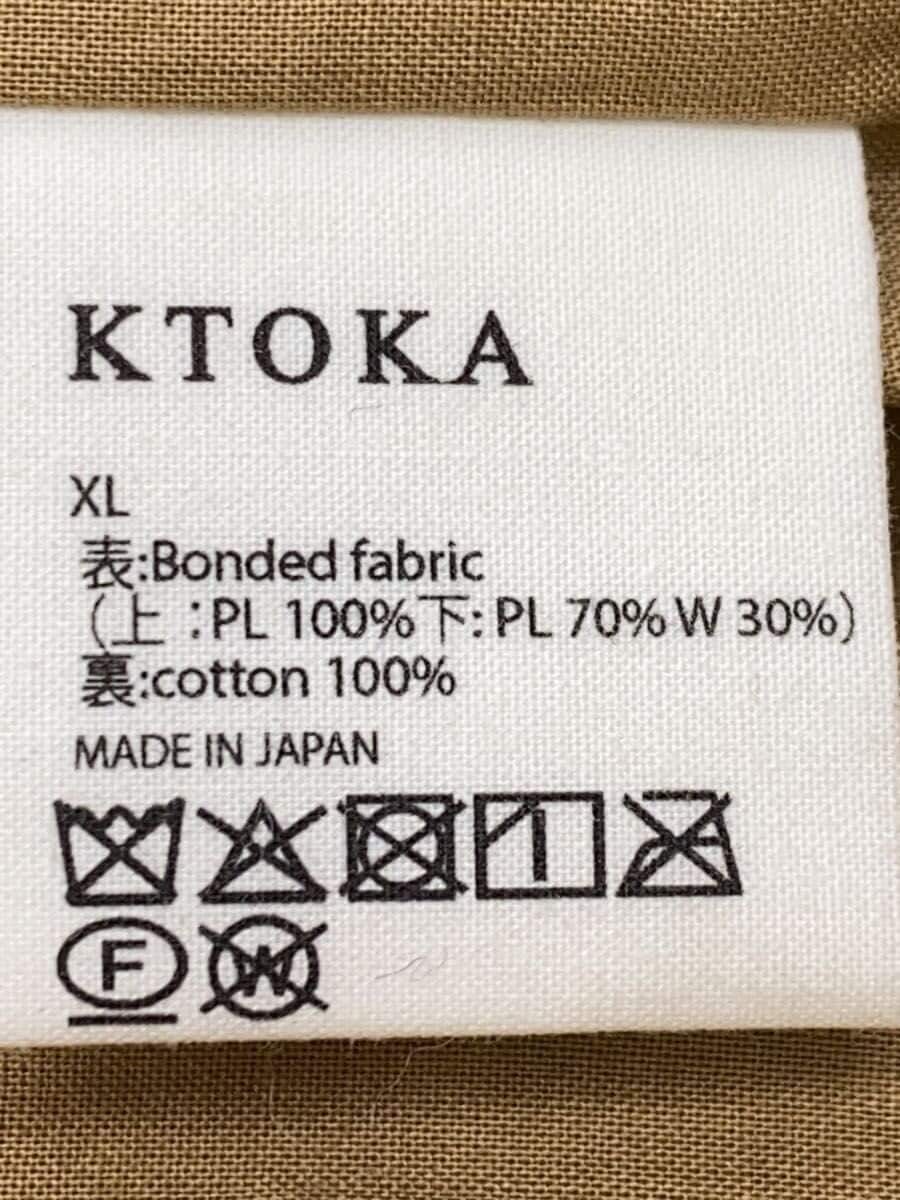 KTOKA
XL
表:Bonded fabric
(上:PL 100%下: PL 70% W 30%)
裏:cotton 100%
MADE IN JAPAN
F W